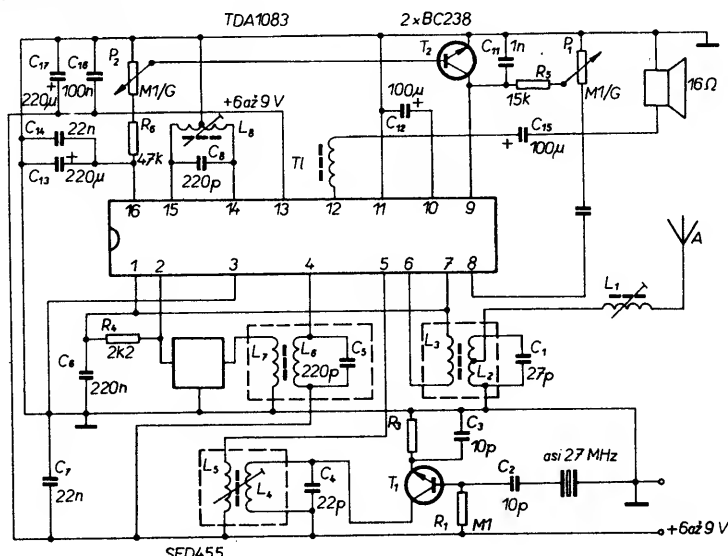 TDA1083
2×BC238
C17
220µ
+
C16
100n
P2
M1/G
T2
C11
1n
R5
15k
P1
M1/G
16Ω
+6až9V
C14
22n
C13
+
220µ
R6
47k
L8
C8
220p
Tl
100µ
+
C12
+
C15
100µ
16
15
14
13
12
11
10
9
1
2
3
4
5
6
7
8
A
L1
R4
2k2
C6
220n
L7
L6
220p
C5
L3
L2
C1
27p
C7
22n
L5
L4
C4
22p
R3
C3
10p
T1
R1
M1
C2
10p
asi 27 MHz
+6až9V
SFD455